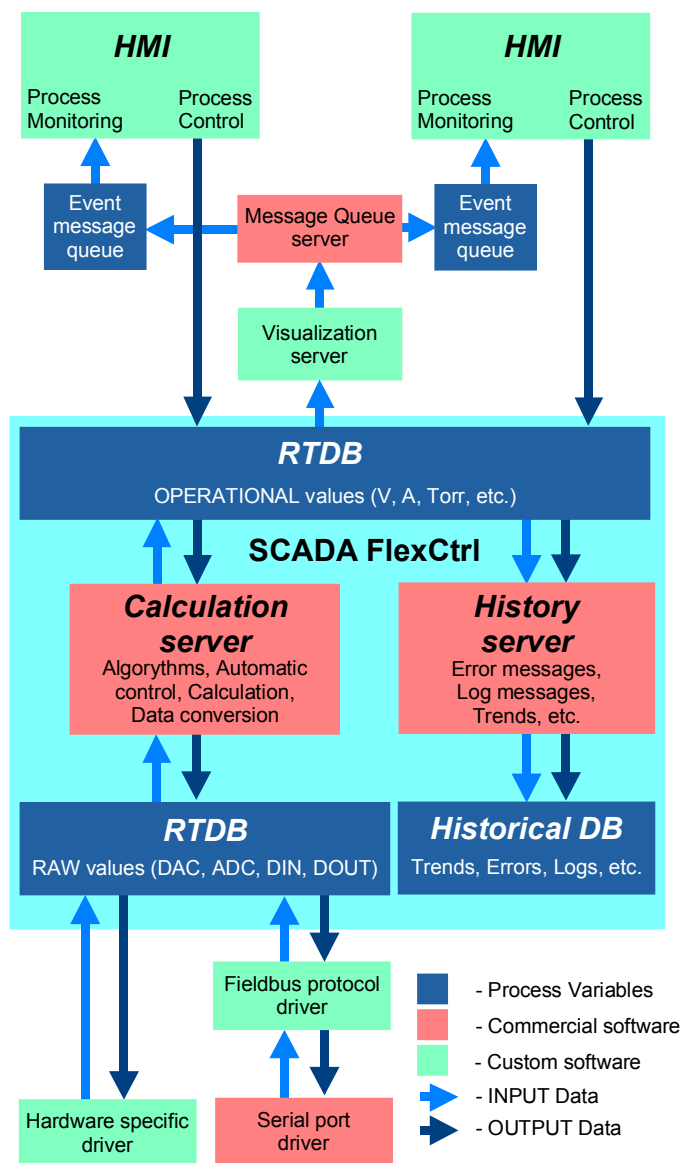 HMI
Process
Monitoring
Process
Control
HMI
Process
Monitoring
Process
Control
Event
message
queue
Message Queue
server
Event
message
queue
Visualization
server
RTDB
OPERATIONAL values (V, A, Torr, etc.)
SCADA FlexCtrl
Calculation
server
Algorythms, Automatic
control, Calculation,
Data conversion
History
server
Error messages,
Log messages,
Trends, etc.
RTDB
RAW values (DAC, ADC, DIN, DOUT)
Historical DB
Trends, Errors, Logs, etc.
Fieldbus protocol
driver
Hardware specific
driver
Serial port
driver
- Process Variables
- Commercial software
- Custom software
- INPUT Data
- OUTPUT Data